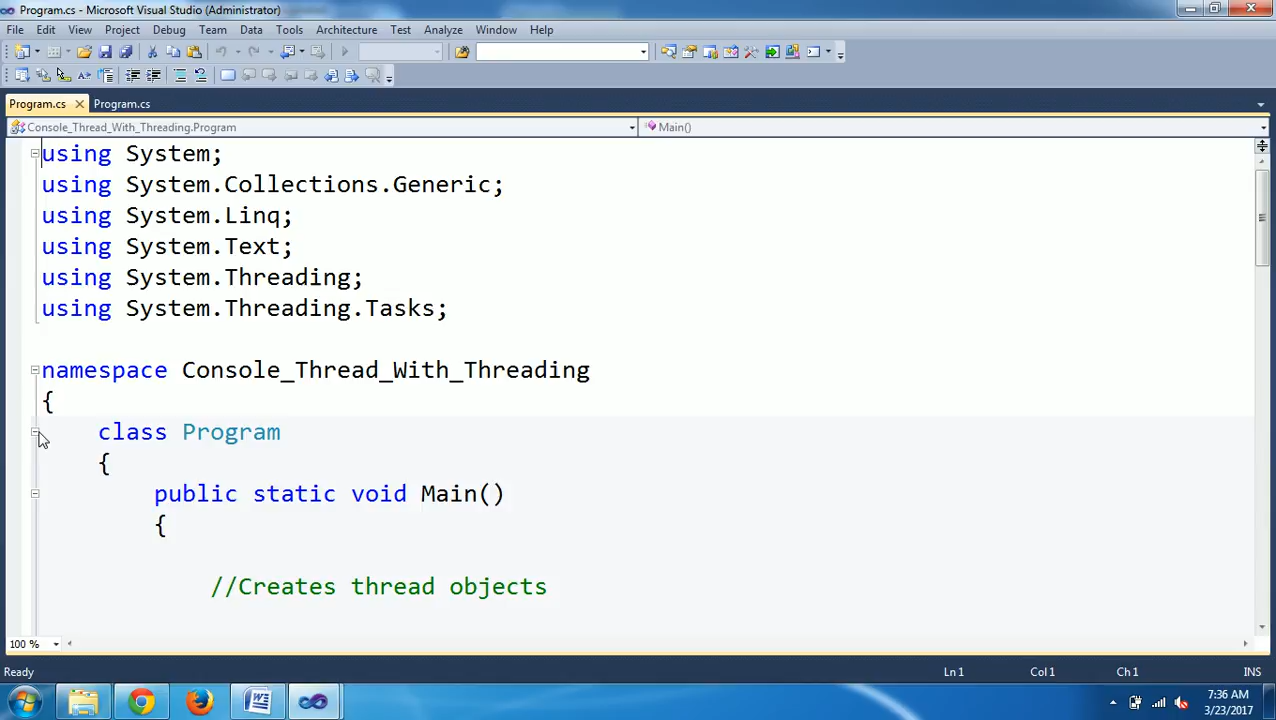 Program.cs - Microsoft Visual Studio (Administrator)
File Edit View Project Debug Team Data Tools Architecture Test Analyze Window Help
Program.cs Program.cs
Console_Thread_With_Threading.Program Main()
using System;
using System.Collections.Generic;
using System.Linq;
using System.Text;
using System.Threading;
using System.Threading.Tasks;
namespace Console_Thread_With_Threading
{
class Program
{
public static void Main()
{
//Creates thread objects
100 %
Ready Ln 1 Col 1 Ch 1 INS
7:36 AM
3/23/2017